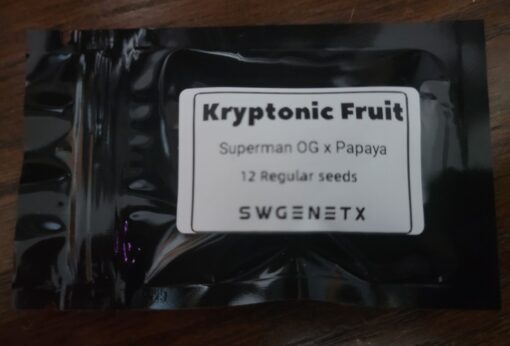 Kryptonic Fruit
Superman OG x Papaya
12 Regular seeds
SWGENETX